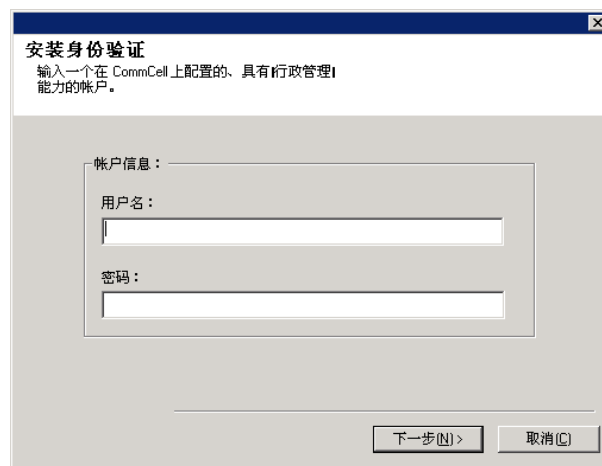 安装身份验证
输入一个在 CommCell 上配置的、具有行政管理
能力的帐户。
帐户信息：
用户名：
密码：
下一步(N) >
取消(C)